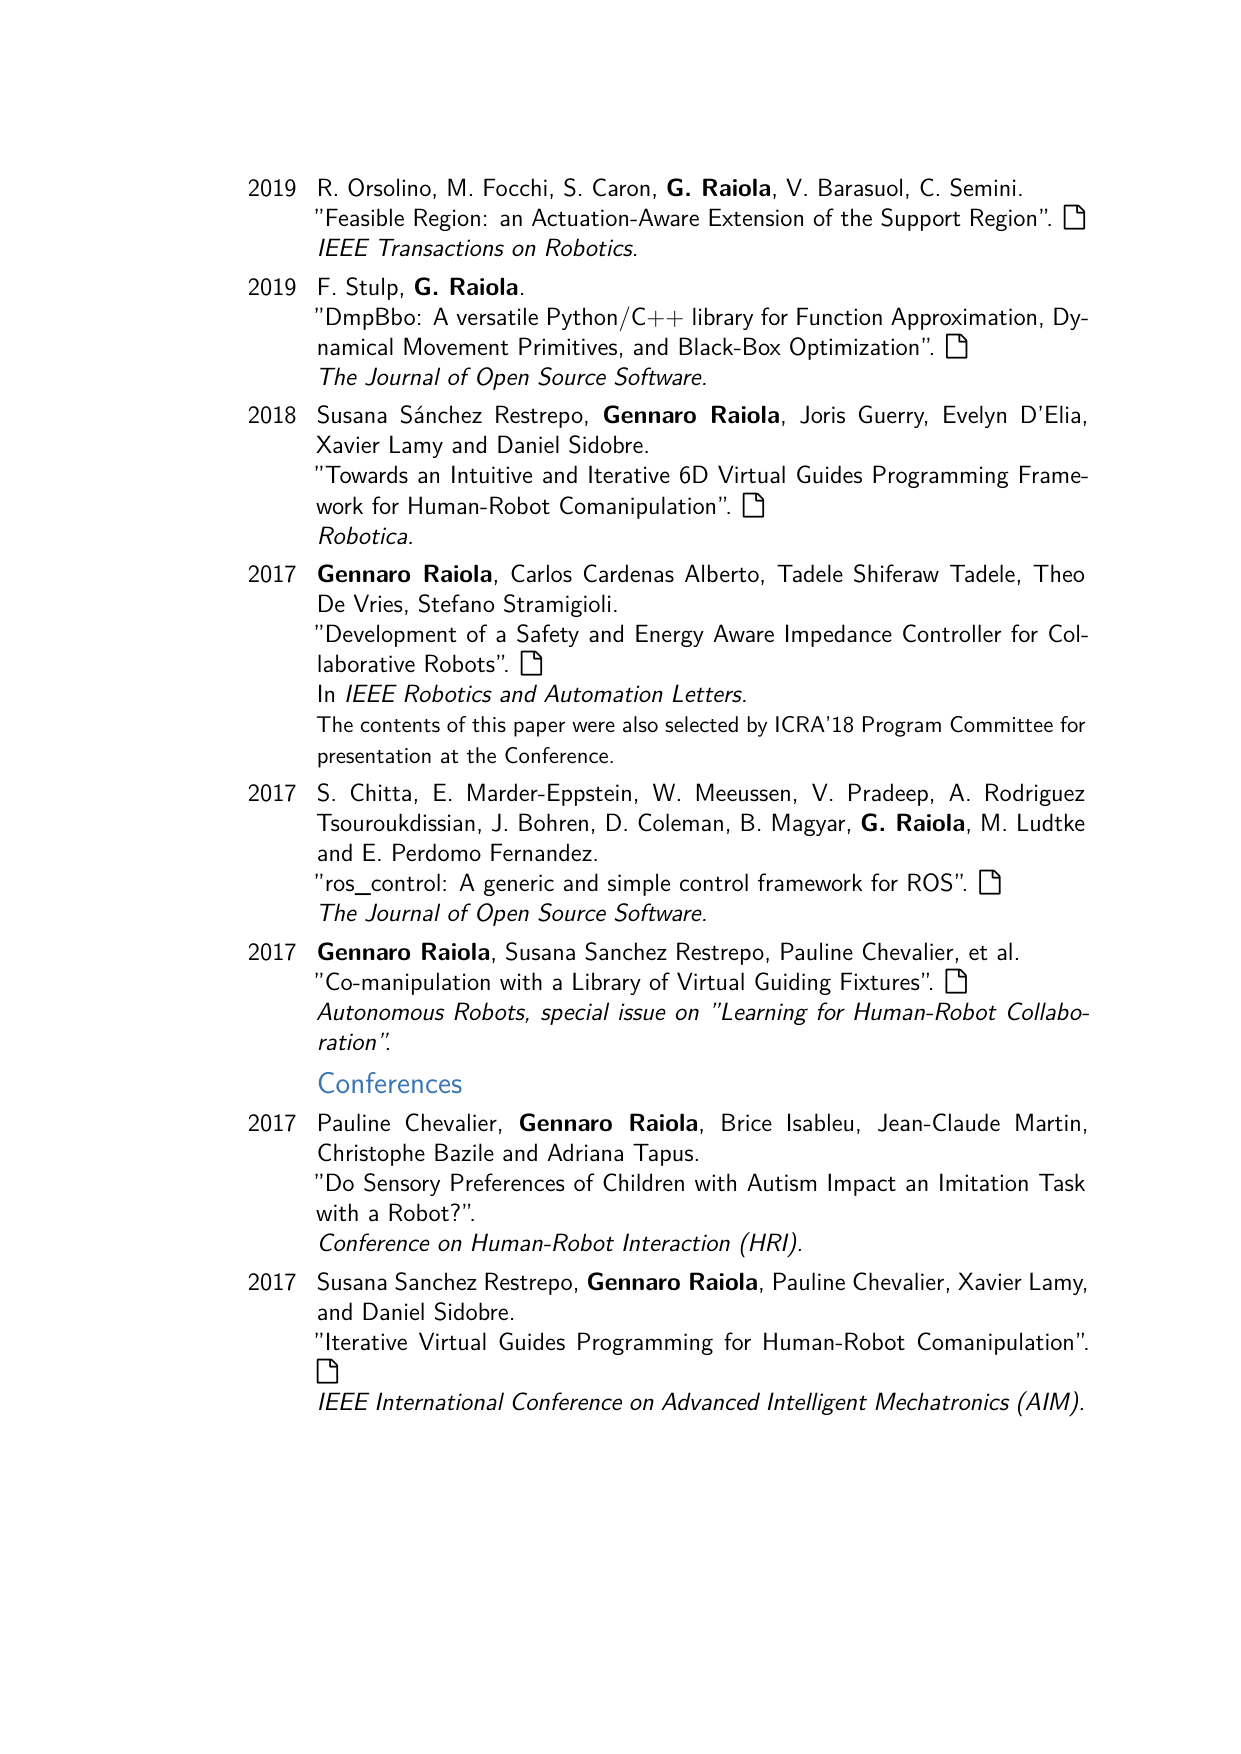 2019 R. Orsolino, M. Focchi, S. Caron, G. Raiola, V. Barasuol, C. Semini.
”Feasible Region: an Actuation-Aware Extension of the Support Region”.
IEEE Transactions on Robotics.
2019 F. Stulp, G. Raiola.
”DmpBbo: A versatile Python/C++ library for Function Approximation, Dy-
namical Movement Primitives, and Black-Box Optimization”.
The Journal of Open Source Software.
2018 Susana Sánchez Restrepo, Gennaro Raiola, Joris Guerry, Evelyn D’Elia,
Xavier Lamy and Daniel Sidobre.
”Towards an Intuitive and Iterative 6D Virtual Guides Programming Frame-
work for Human-Robot Comanipulation”.
Robotica.
2017 Gennaro Raiola, Carlos Cardenas Alberto, Tadele Shiferaw Tadele, Theo
De Vries, Stefano Stramigioli.
”Development of a Safety and Energy Aware Impedance Controller for Col-
laborative Robots”.
In IEEE Robotics and Automation Letters.
The contents of this paper were also selected by ICRA’18 Program Committee for
presentation at the Conference.
2017 S. Chitta, E. Marder-Eppstein, W. Meeussen, V. Pradeep, A. Rodriguez
Tsouroukdissian, J. Bohren, D. Coleman, B. Magyar, G. Raiola, M. Ludtke
and E. Perdomo Fernandez.
”ros_control: A generic and simple control framework for ROS”.
The Journal of Open Source Software.
2017 Gennaro Raiola, Susana Sanchez Restrepo, Pauline Chevalier, et al.
”Co-manipulation with a Library of Virtual Guiding Fixtures”.
Autonomous Robots, special issue on ”Learning for Human-Robot Collabo-
ration”.
Conferences
2017 Pauline Chevalier, Gennaro Raiola, Brice Isableu, Jean-Claude Martin,
Christophe Bazile and Adriana Tapus.
”Do Sensory Preferences of Children with Autism Impact an Imitation Task
with a Robot?”.
Conference on Human-Robot Interaction (HRI).
2017 Susana Sanchez Restrepo, Gennaro Raiola, Pauline Chevalier, Xavier Lamy,
and Daniel Sidobre.
”Iterative Virtual Guides Programming for Human-Robot Comanipulation”.
IEEE International Conference on Advanced Intelligent Mechatronics (AIM).